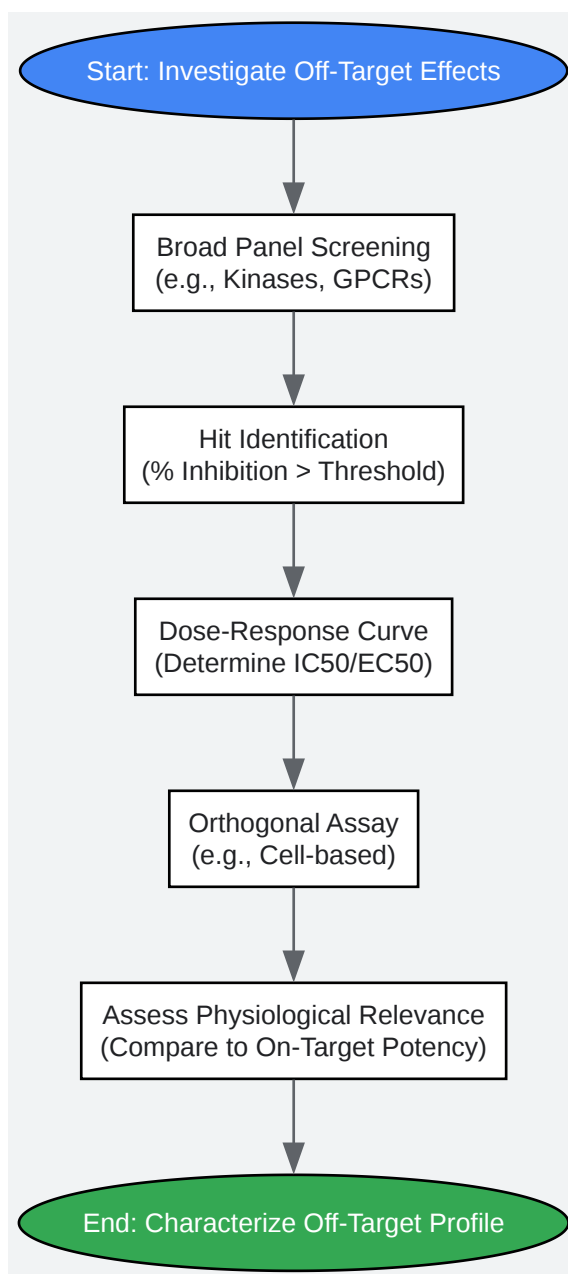 Start: Investigate Off-Target Effects
Broad Panel Screening
(e.g., Kinases, GPCRs)
Hit Identification
(% Inhibition > Threshold)
Dose-Response Curve
(Determine IC50/EC50)
Orthogonal Assay
(e.g., Cell-based)
Assess Physiological Relevance
(Compare to On-Target Potency)
End: Characterize Off-Target Profile